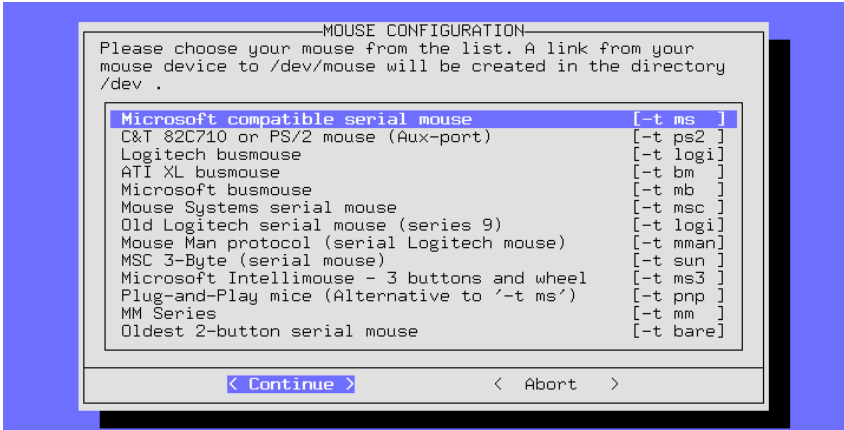 MOUSE CONFIGURATION
Please choose your mouse from the list. A link from your
mouse device to /dev/mouse will be created in the directory
/dev .
Microsoft compatible serial mouse [-t ms  ]
C&T 82C710 or PS/2 mouse (Aux-port) [-t ps2 ]
Logitech busmouse [-t logi]
ATI XL busmouse [-t bm  ]
Microsoft busmouse [-t mb  ]
Mouse Systems serial mouse [-t msc ]
Old Logitech serial mouse (series 9) [-t logi]
Mouse Man protocol (serial Logitech mouse) [-t mman]
MSC 3-Byte (serial mouse) [-t sun ]
Microsoft Intellimouse - 3 buttons and wheel [-t ms3 ]
Plug-and-Play mice (Alternative to '-t ms') [-t pnp ]
MM Series [-t mm  ]
Oldest 2-button serial mouse [-t bare]
< Continue > <  Abort   >